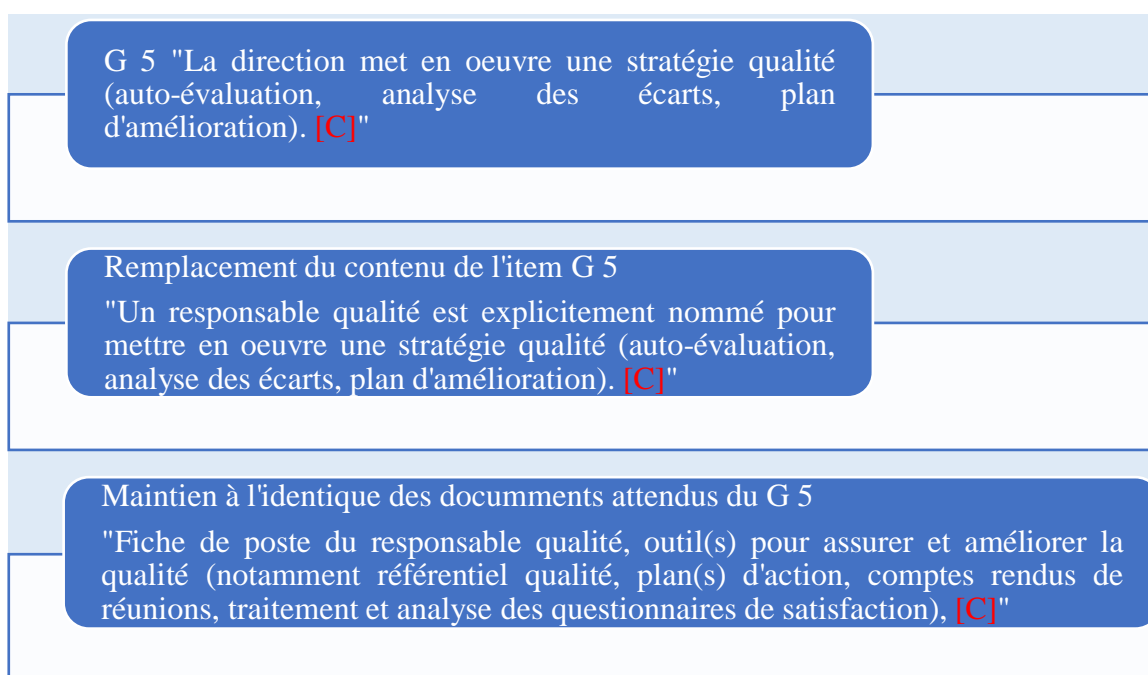 G 5 "La direction met en oeuvre une stratégie qualité
(auto-évaluation, analyse des écarts, plan
d'amélioration). [C]"
Remplacement du contenu de l'item G 5
"Un responsable qualité est explicitement nommé pour
mettre en oeuvre une stratégie qualité (auto-évaluation,
analyse des écarts, plan d'amélioration). [C]"
Maintien à l'identique des documments attendus du G 5
"Fiche de poste du responsable qualité, outil(s) pour assurer et améliorer la
qualité (notamment référentiel qualité, plan(s) d'action, comptes rendus de
réunions, traitement et analyse des questionnaires de satisfaction), [C]"